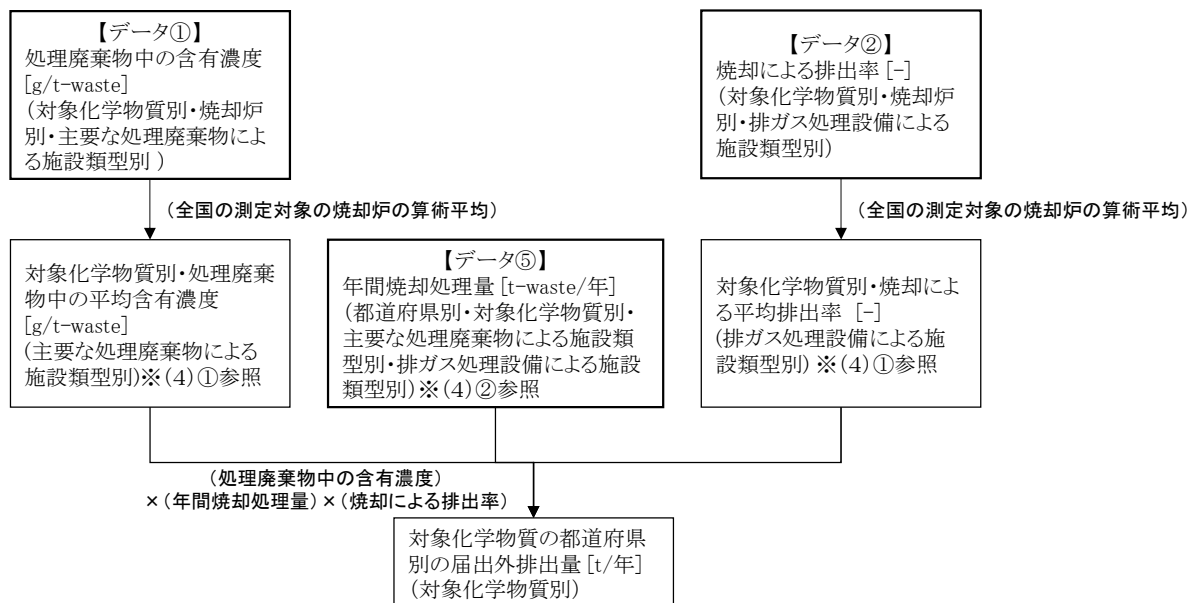 【データ①】
処理廃棄物中の含有濃度
[g/t-waste]
(対象化学物質別・焼却炉
別・主要な処理廃棄物によ
る施設類型別 )
【データ②】
焼却による排出率 [-]
(対象化学物質別・焼却炉
別・排ガス処理設備による
施設類型別)
(全国の測定対象の焼却炉の算術平均)
(全国の測定対象の焼却炉の算術平均)
対象化学物質別・処理廃棄
物中の平均含有濃度
[g/t-waste]
(主要な処理廃棄物による
施設類型別)※(4)①参照
【データ⑤】
年間焼却処理量 [t-waste/年]
(都道府県別・対象化学物質別・
主要な処理廃棄物による施設類
型別・排ガス処理設備による施設
類型別)※(4)②参照
対象化学物質別・焼却によ
る平均排出率 [-]
(排ガス処理設備による施
設類型別) ※(4)①参照
(処理廃棄物中の含有濃度)
×(年間焼却処理量)×(焼却による排出率)
対象化学物質の都道府県
別の届出外排出量 [t/年]
(対象化学物質別)